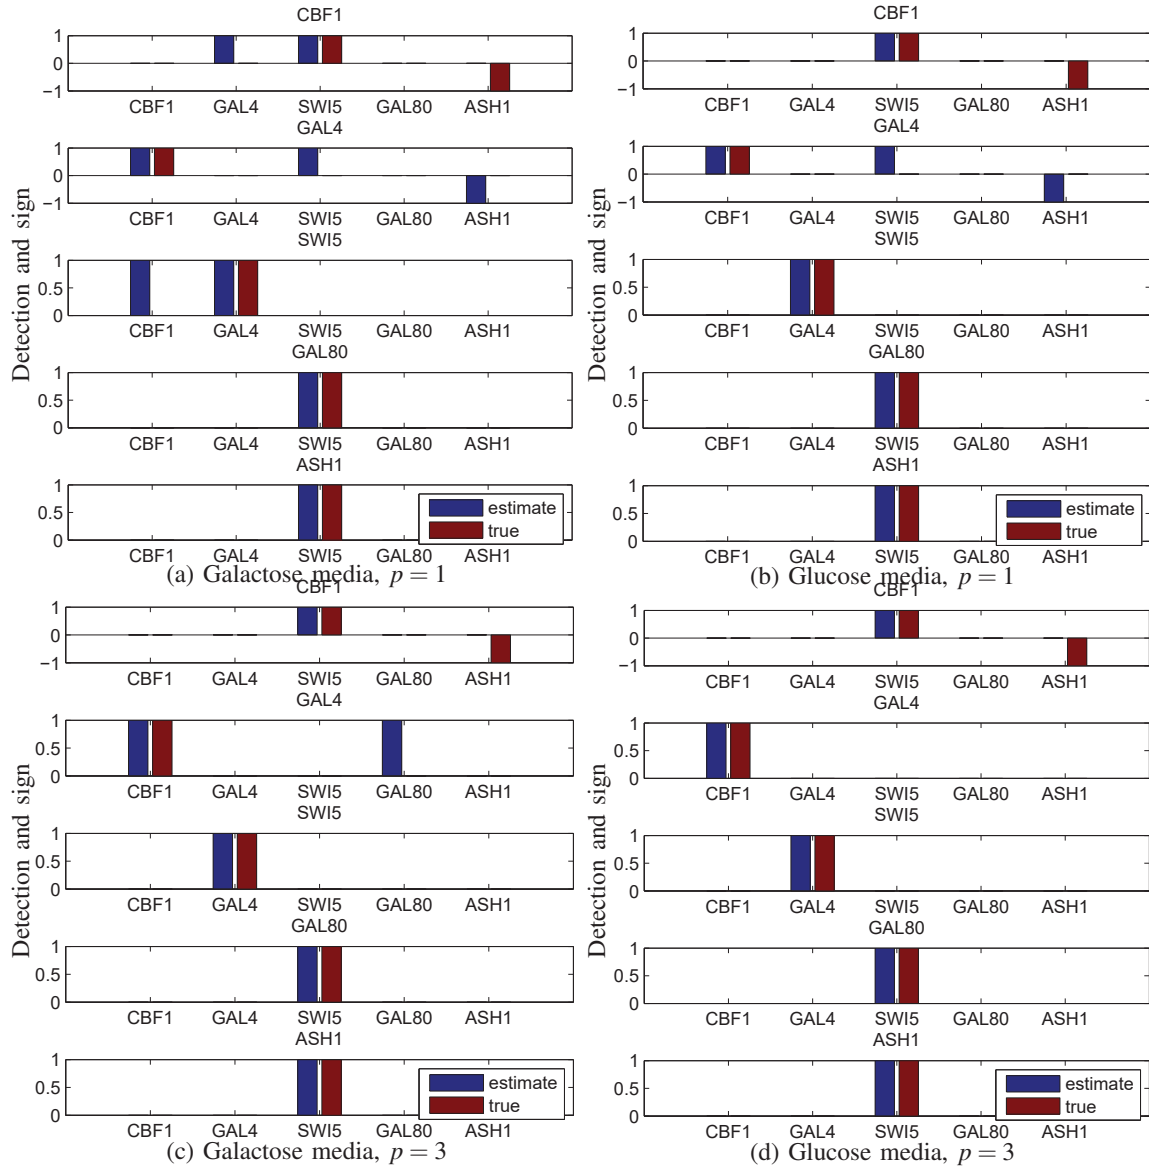 CBF1
1
0
−1
CBF1 GAL4 SWI5 GAL80 ASH1
GAL4
1
0
−1
CBF1 GAL4 SWI5 GAL80 ASH1
SWI5
1
0.5
0
CBF1 GAL4 SWI5 GAL80 ASH1
GAL80
1
0.5
0
CBF1 GAL4 SWI5 GAL80 ASH1
ASH1
1
0.5
0
CBF1 GAL4 SWI5 GAL80 ASH1
estimate
true
Detection and sign
(a) Galactose media, p = 1
CBF1
1
0
−1
CBF1 GAL4 SWI5 GAL80 ASH1
GAL4
1
0
−1
CBF1 GAL4 SWI5 GAL80 ASH1
SWI5
1
0.5
0
CBF1 GAL4 SWI5 GAL80 ASH1
GAL80
1
0.5
0
CBF1 GAL4 SWI5 GAL80 ASH1
ASH1
1
0.5
0
CBF1 GAL4 SWI5 GAL80 ASH1
estimate
true
Detection and sign
(b) Glucose media, p = 1
CBF1
1
0
−1
CBF1 GAL4 SWI5 GAL80 ASH1
GAL4
1
0.5
0
CBF1 GAL4 SWI5 GAL80 ASH1
SWI5
1
0.5
0
CBF1 GAL4 SWI5 GAL80 ASH1
GAL80
1
0.5
0
CBF1 GAL4 SWI5 GAL80 ASH1
ASH1
1
0.5
0
CBF1 GAL4 SWI5 GAL80 ASH1
estimate
true
Detection and sign
(c) Galactose media, p = 3
CBF1
1
0
−1
CBF1 GAL4 SWI5 GAL80 ASH1
GAL4
1
0.5
0
CBF1 GAL4 SWI5 GAL80 ASH1
SWI5
1
0.5
0
CBF1 GAL4 SWI5 GAL80 ASH1
GAL80
1
0.5
0
CBF1 GAL4 SWI5 GAL80 ASH1
ASH1
1
0.5
0
CBF1 GAL4 SWI5 GAL80 ASH1
estimate
true
Detection and sign
(d) Glucose media, p = 3